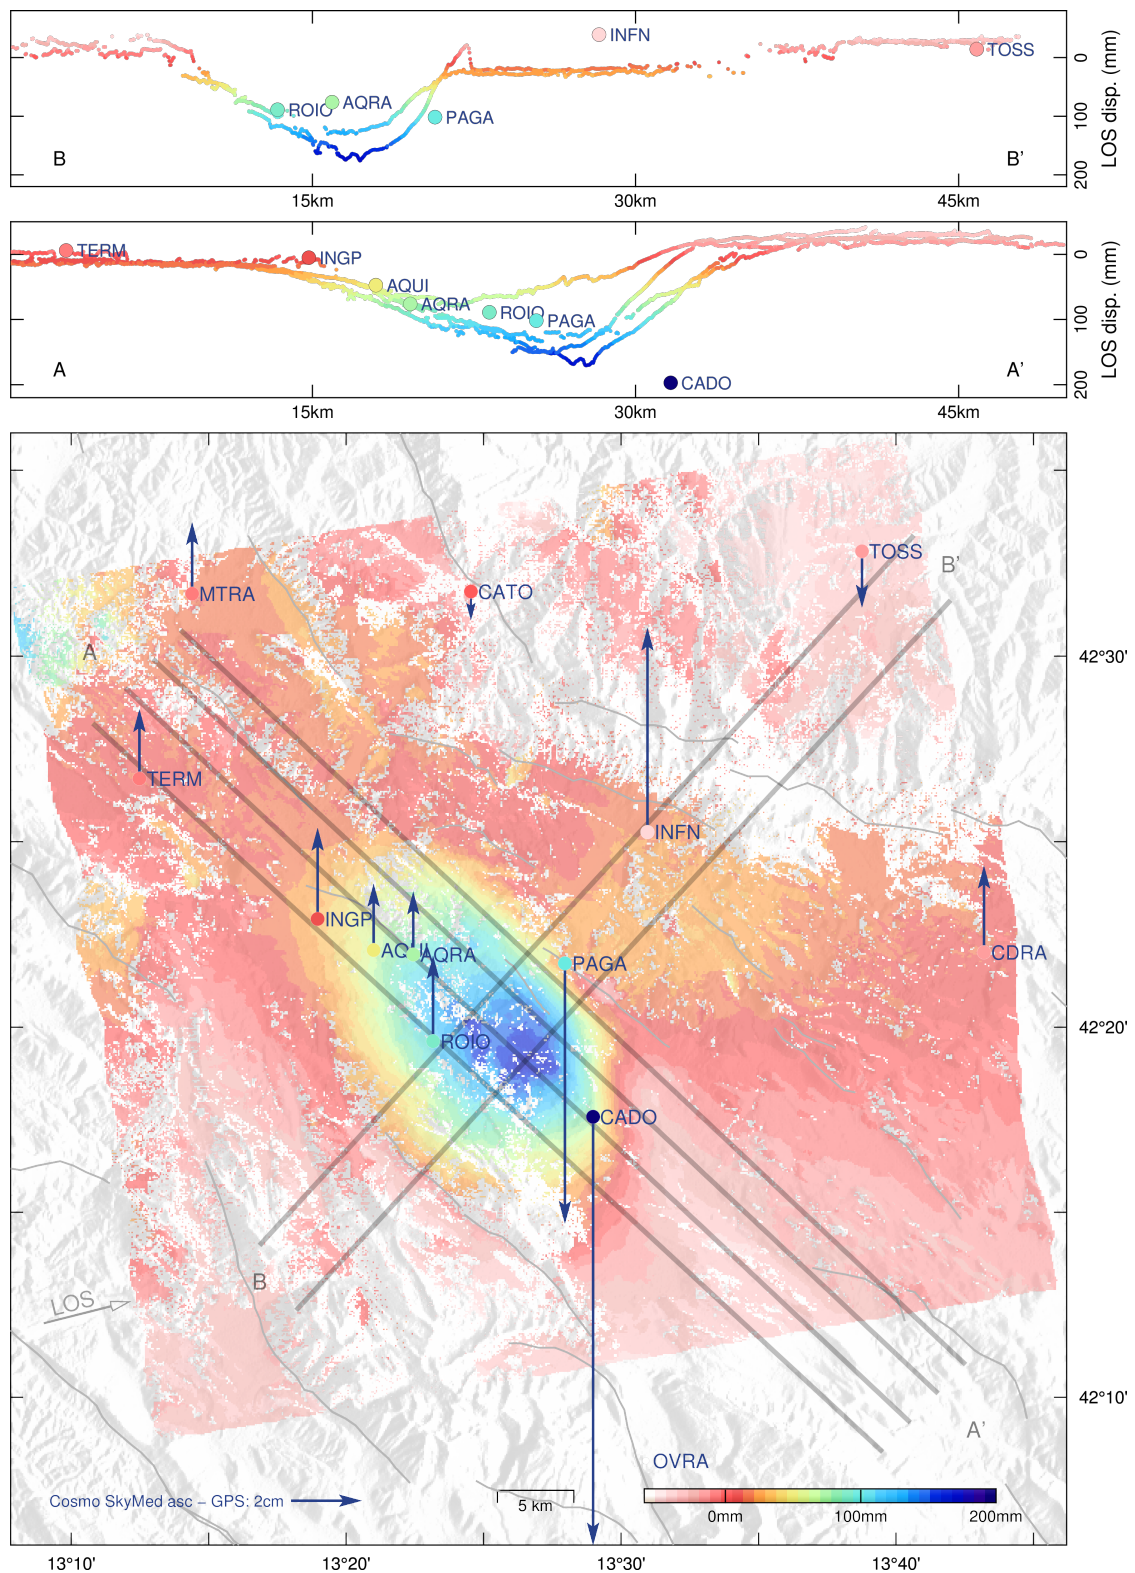 INFN
TOSS
0
ROIO
AQRA
PAGA
100
LOS disp. (mm)
B
B’
200
15km
30km
45km
TERM
INGP
0
AQUI
AQRA
ROIO
PAGA
100
LOS disp. (mm)
A
A’
CADO
200
15km
30km
45km
TOSS
B’
MTRA
CATO
A
42°30'
TERM
INFN
INGP
AQUI
AQRA
CDRA
PAGA
42°20'
ROIO
CADO
B
LOS
42°10'
A’
OVRA
Cosmo SkyMed asc – GPS: 2cm
5 km
0mm
100mm
200mm
13°10'
13°20'
13°30'
13°40'